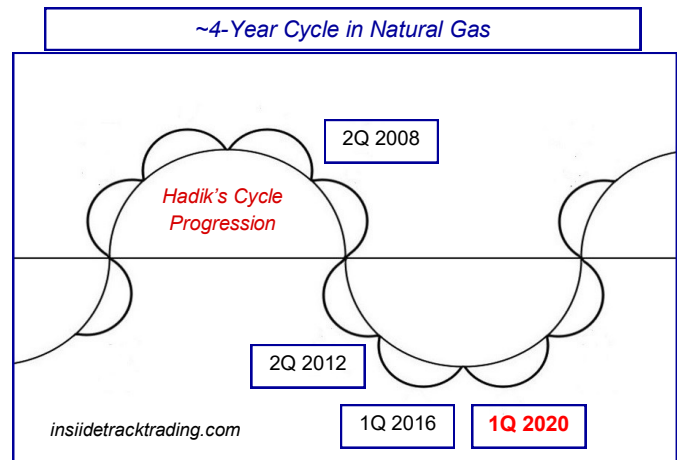 ~4-Year Cycle in Natural Gas
2Q 2008
Hadik’s Cycle
Progression
2Q 2012
1Q 2016
1Q 2020
insiidetracktrading.com